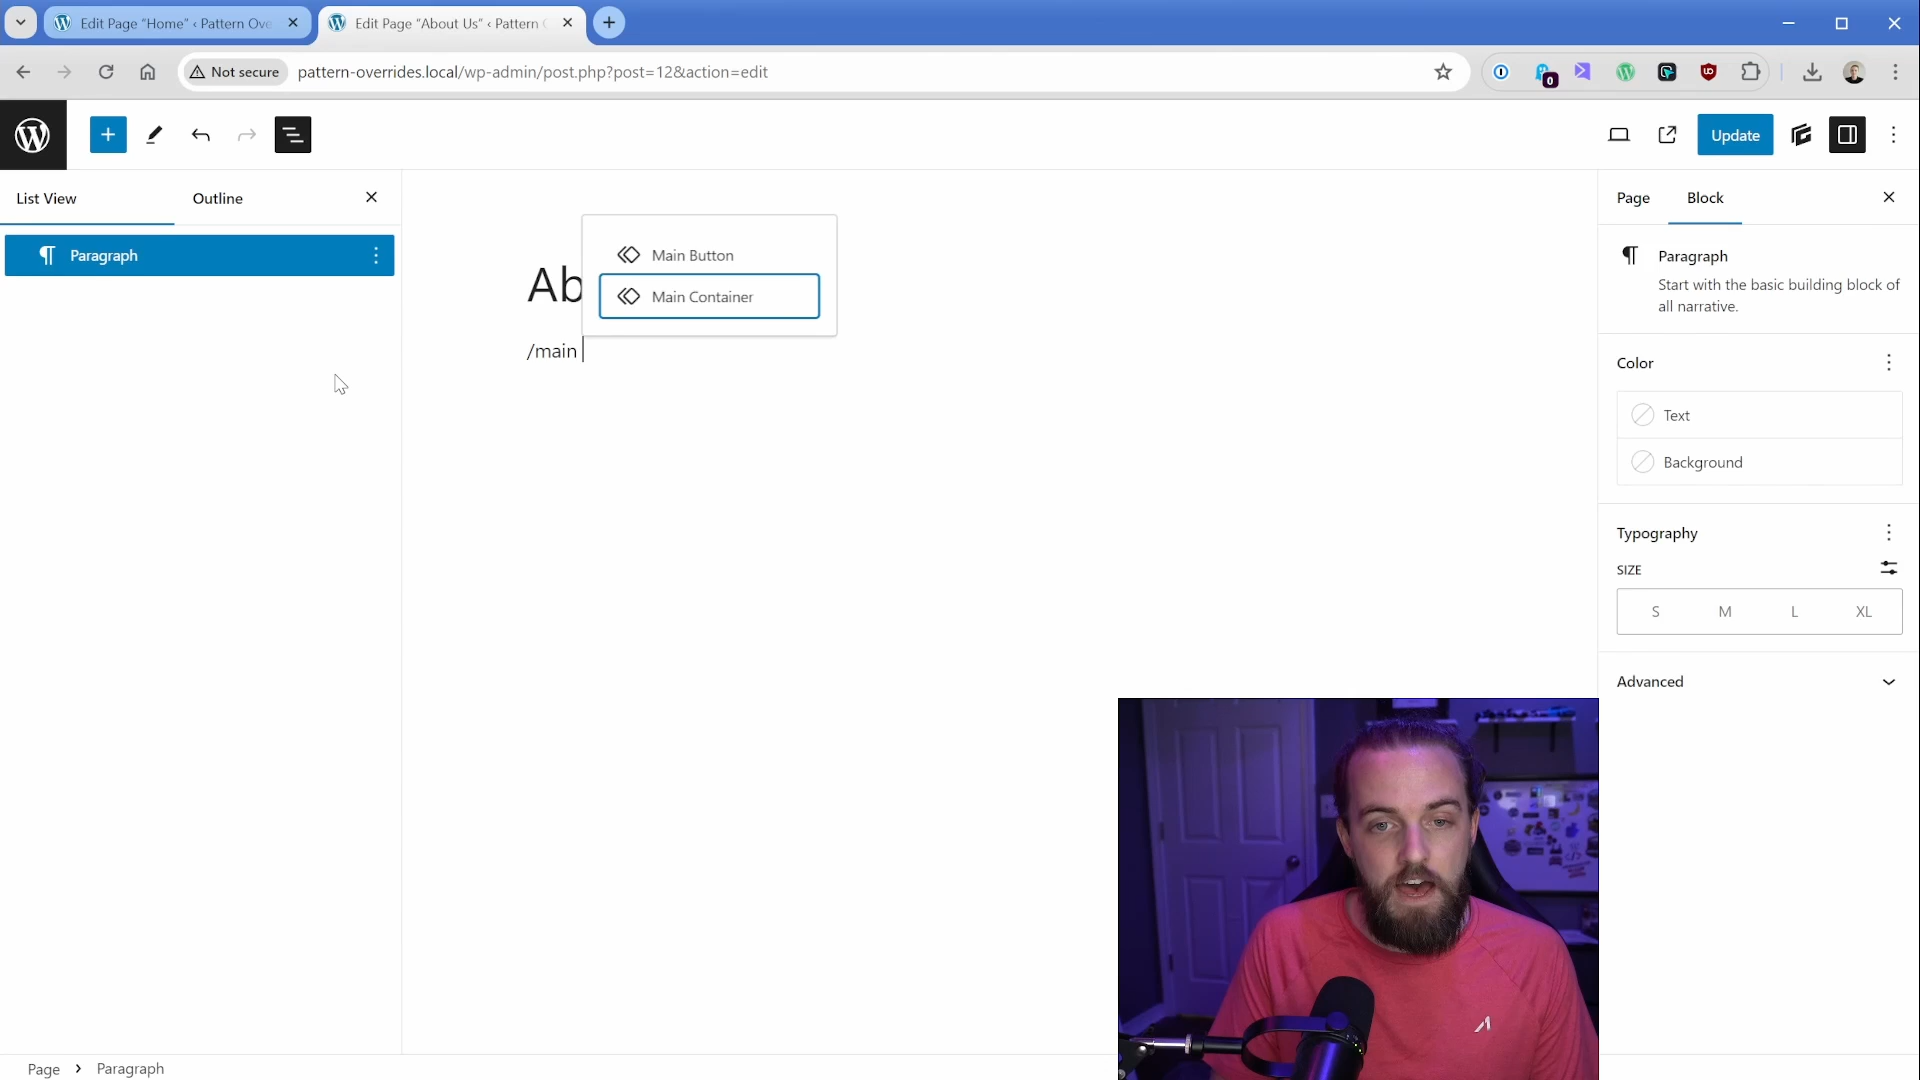 Edit Page “Home” ‹ Pattern Ove
Edit Page “About Us” ‹ Pattern
Not secure
pattern-overrides.local/wp-admin/post.php?post=12&action=edit
0
Update
List View
Outline
Page
Block
Paragraph
Main Button
Main Container
Ab
/main
Paragraph
Start with the basic building block of
all narrative.
Color
Text
Background
Typography
SIZE
S M L XL
Advanced
Page › Paragraph